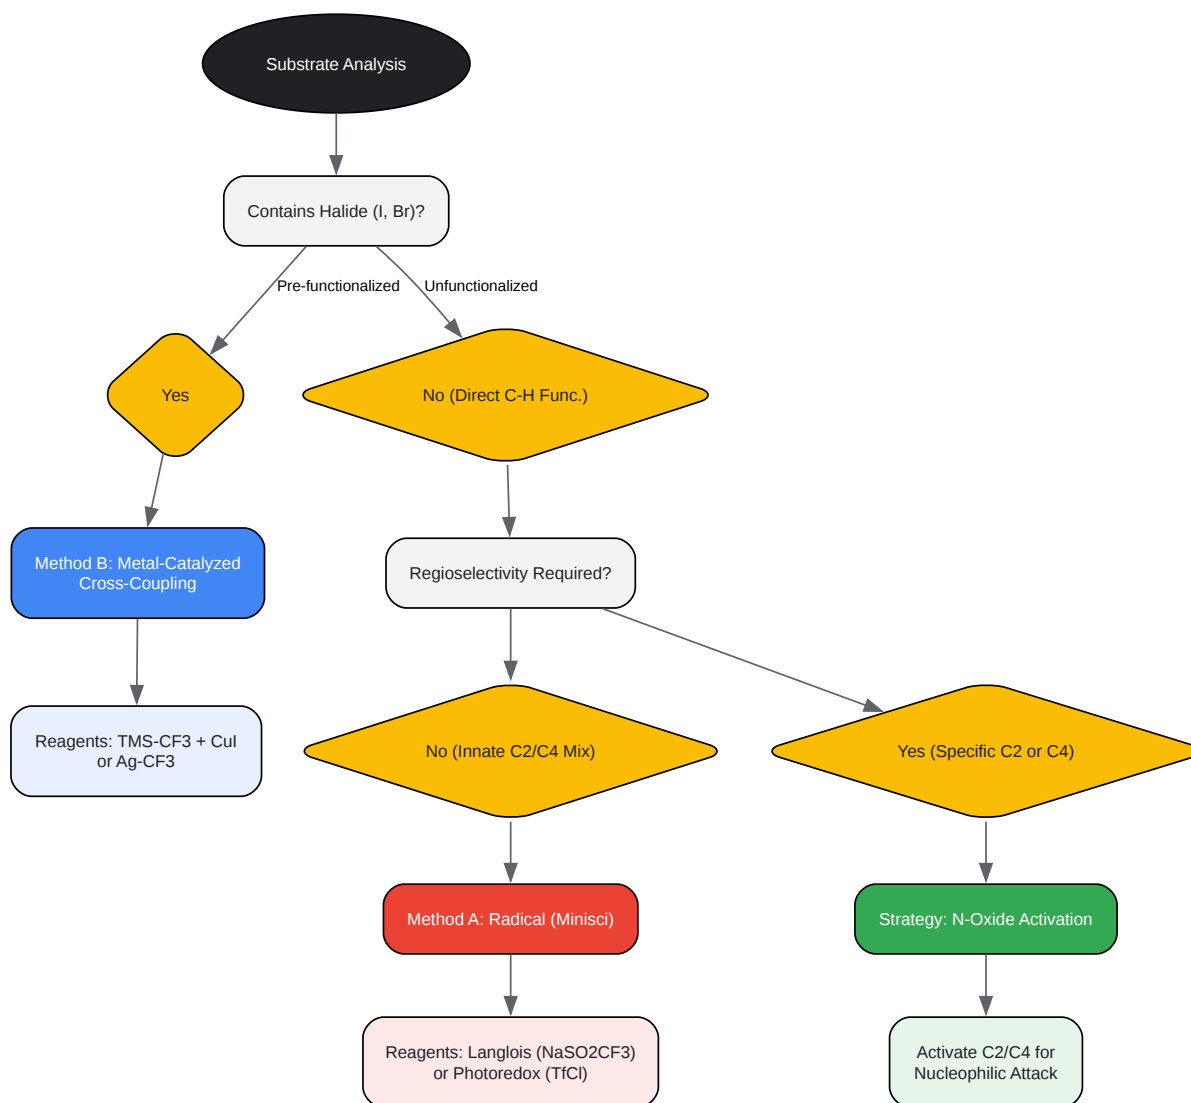 Substrate Analysis
Contains Halide (I, Br)?
Pre-functionalized
Unfunctionalized
Yes
No (Direct C-H Func.)
Method B: Metal-Catalyzed
Cross-Coupling
Regioselectivity Required?
Reagents: TMS-CF3 + CuI
or Ag-CF3
No (Innate C2/C4 Mix)
Yes (Specific C2 or C4)
Method A: Radical (Minisci)
Strategy: N-Oxide Activation
Reagents: Langlois (NaSO2CF3)
or Photoredox (TfCl)
Activate C2/C4 for
Nucleophilic Attack